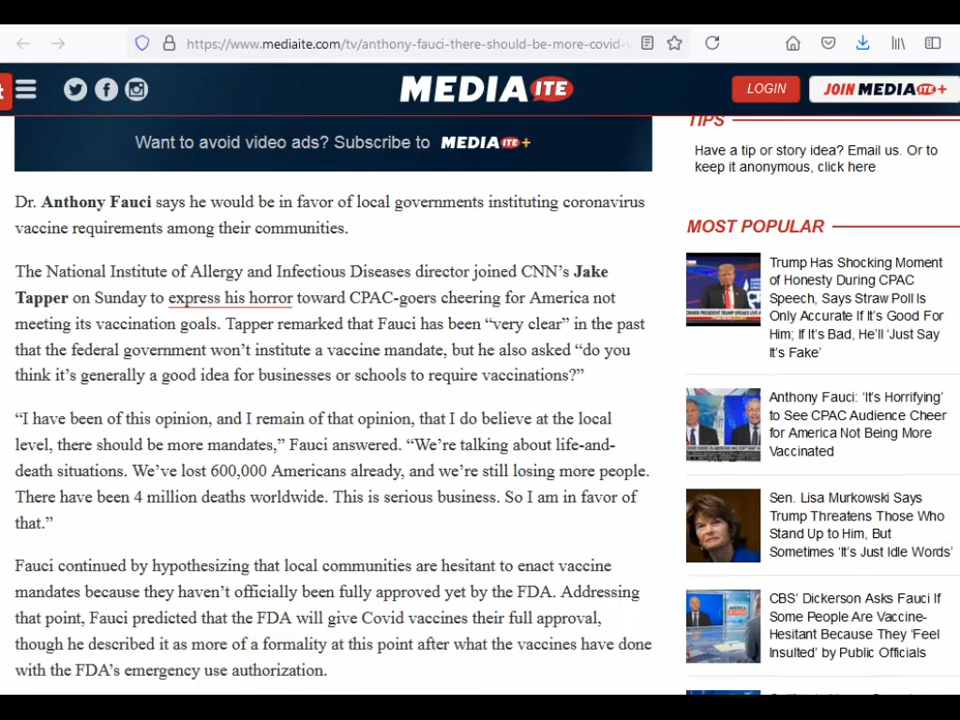 https://www.mediaite.com/tv/anthony-fauci-there-should-be-more-covid-v
MEDIAITE
LOGIN
JOIN MEDIAITE+
Want to avoid video ads? Subscribe to MEDIAITE+
Dr. Anthony Fauci says he would be in favor of local governments instituting coronavirus
vaccine requirements among their communities.
The National Institute of Allergy and Infectious Diseases director joined CNN’s Jake
Tapper on Sunday to express his horror toward CPAC-goers cheering for America not
meeting its vaccination goals. Tapper remarked that Fauci has been “very clear” in the past
that the federal government won’t institute a vaccine mandate, but he also asked “do you
think it’s generally a good idea for businesses or schools to require vaccinations?”
“I have been of this opinion, and I remain of that opinion, that I do believe at the local
level, there should be more mandates,” Fauci answered. “We’re talking about life-and-
death situations. We’ve lost 600,000 Americans already, and we’re still losing more people.
There have been 4 million deaths worldwide. This is serious business. So I am in favor of
that.”
Fauci continued by hypothesizing that local communities are hesitant to enact vaccine
mandates because they haven’t officially been fully approved yet by the FDA. Addressing
that point, Fauci predicted that the FDA will give Covid vaccines their full approval,
though he described it as more of a formality at this point after what the vaccines have done
with the FDA’s emergency use authorization.
TIPS
Have a tip or story idea? Email us. Or to
keep it anonymous, click here
MOST POPULAR
Trump Has Shocking Moment
of Honesty During CPAC
Speech, Says Straw Poll Is
Only Accurate If It’s Good For
Him; If It’s Bad, He’ll ‘Just Say
It’s Fake’
Anthony Fauci: ‘It’s Horrifying’
to See CPAC Audience Cheer
for America Not Being More
Vaccinated
Sen. Lisa Murkowski Says
Trump Threatens Those Who
Stand Up to Him, But
Sometimes ‘It’s Just Idle Words’
CBS’ Dickerson Asks Fauci If
Some People Are Vaccine-
Hesitant Because They ‘Feel
Insulted’ by Public Officials